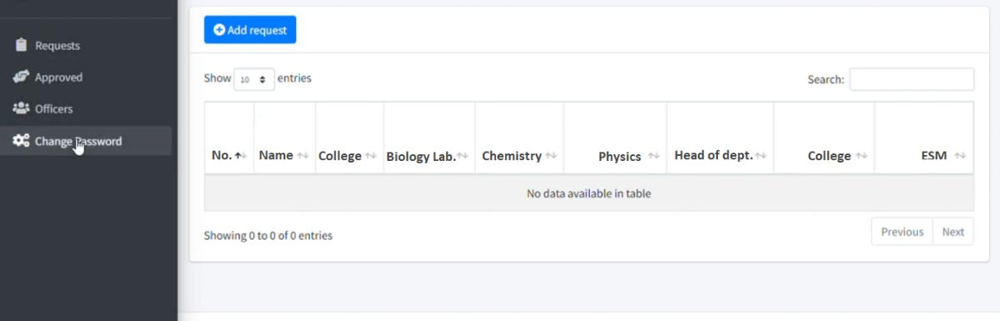 Add request
Requests
Approved
Officers
Change Password
Show 10 entries
Search:
No. Name College Biology Lab. Chemistry Physics Head of dept. College ESM
No data available in table
Showing 0 to 0 of 0 entries
Previous Next